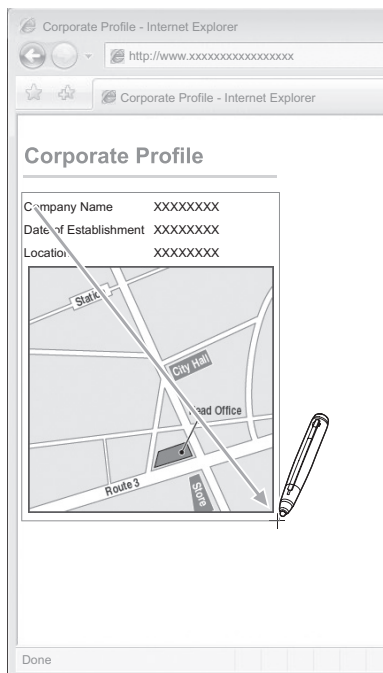 Corporate Profile - Internet Explorer
http://www.xxxxxxxxxxxxxxxxx
Corporate Profile - Internet Explorer
Corporate Profile
Company Name XXXXXXXX
Date of Establishment XXXXXXXX
Location XXXXXXXX
Station
City Hall
Head Office
Route 3
Store
Done